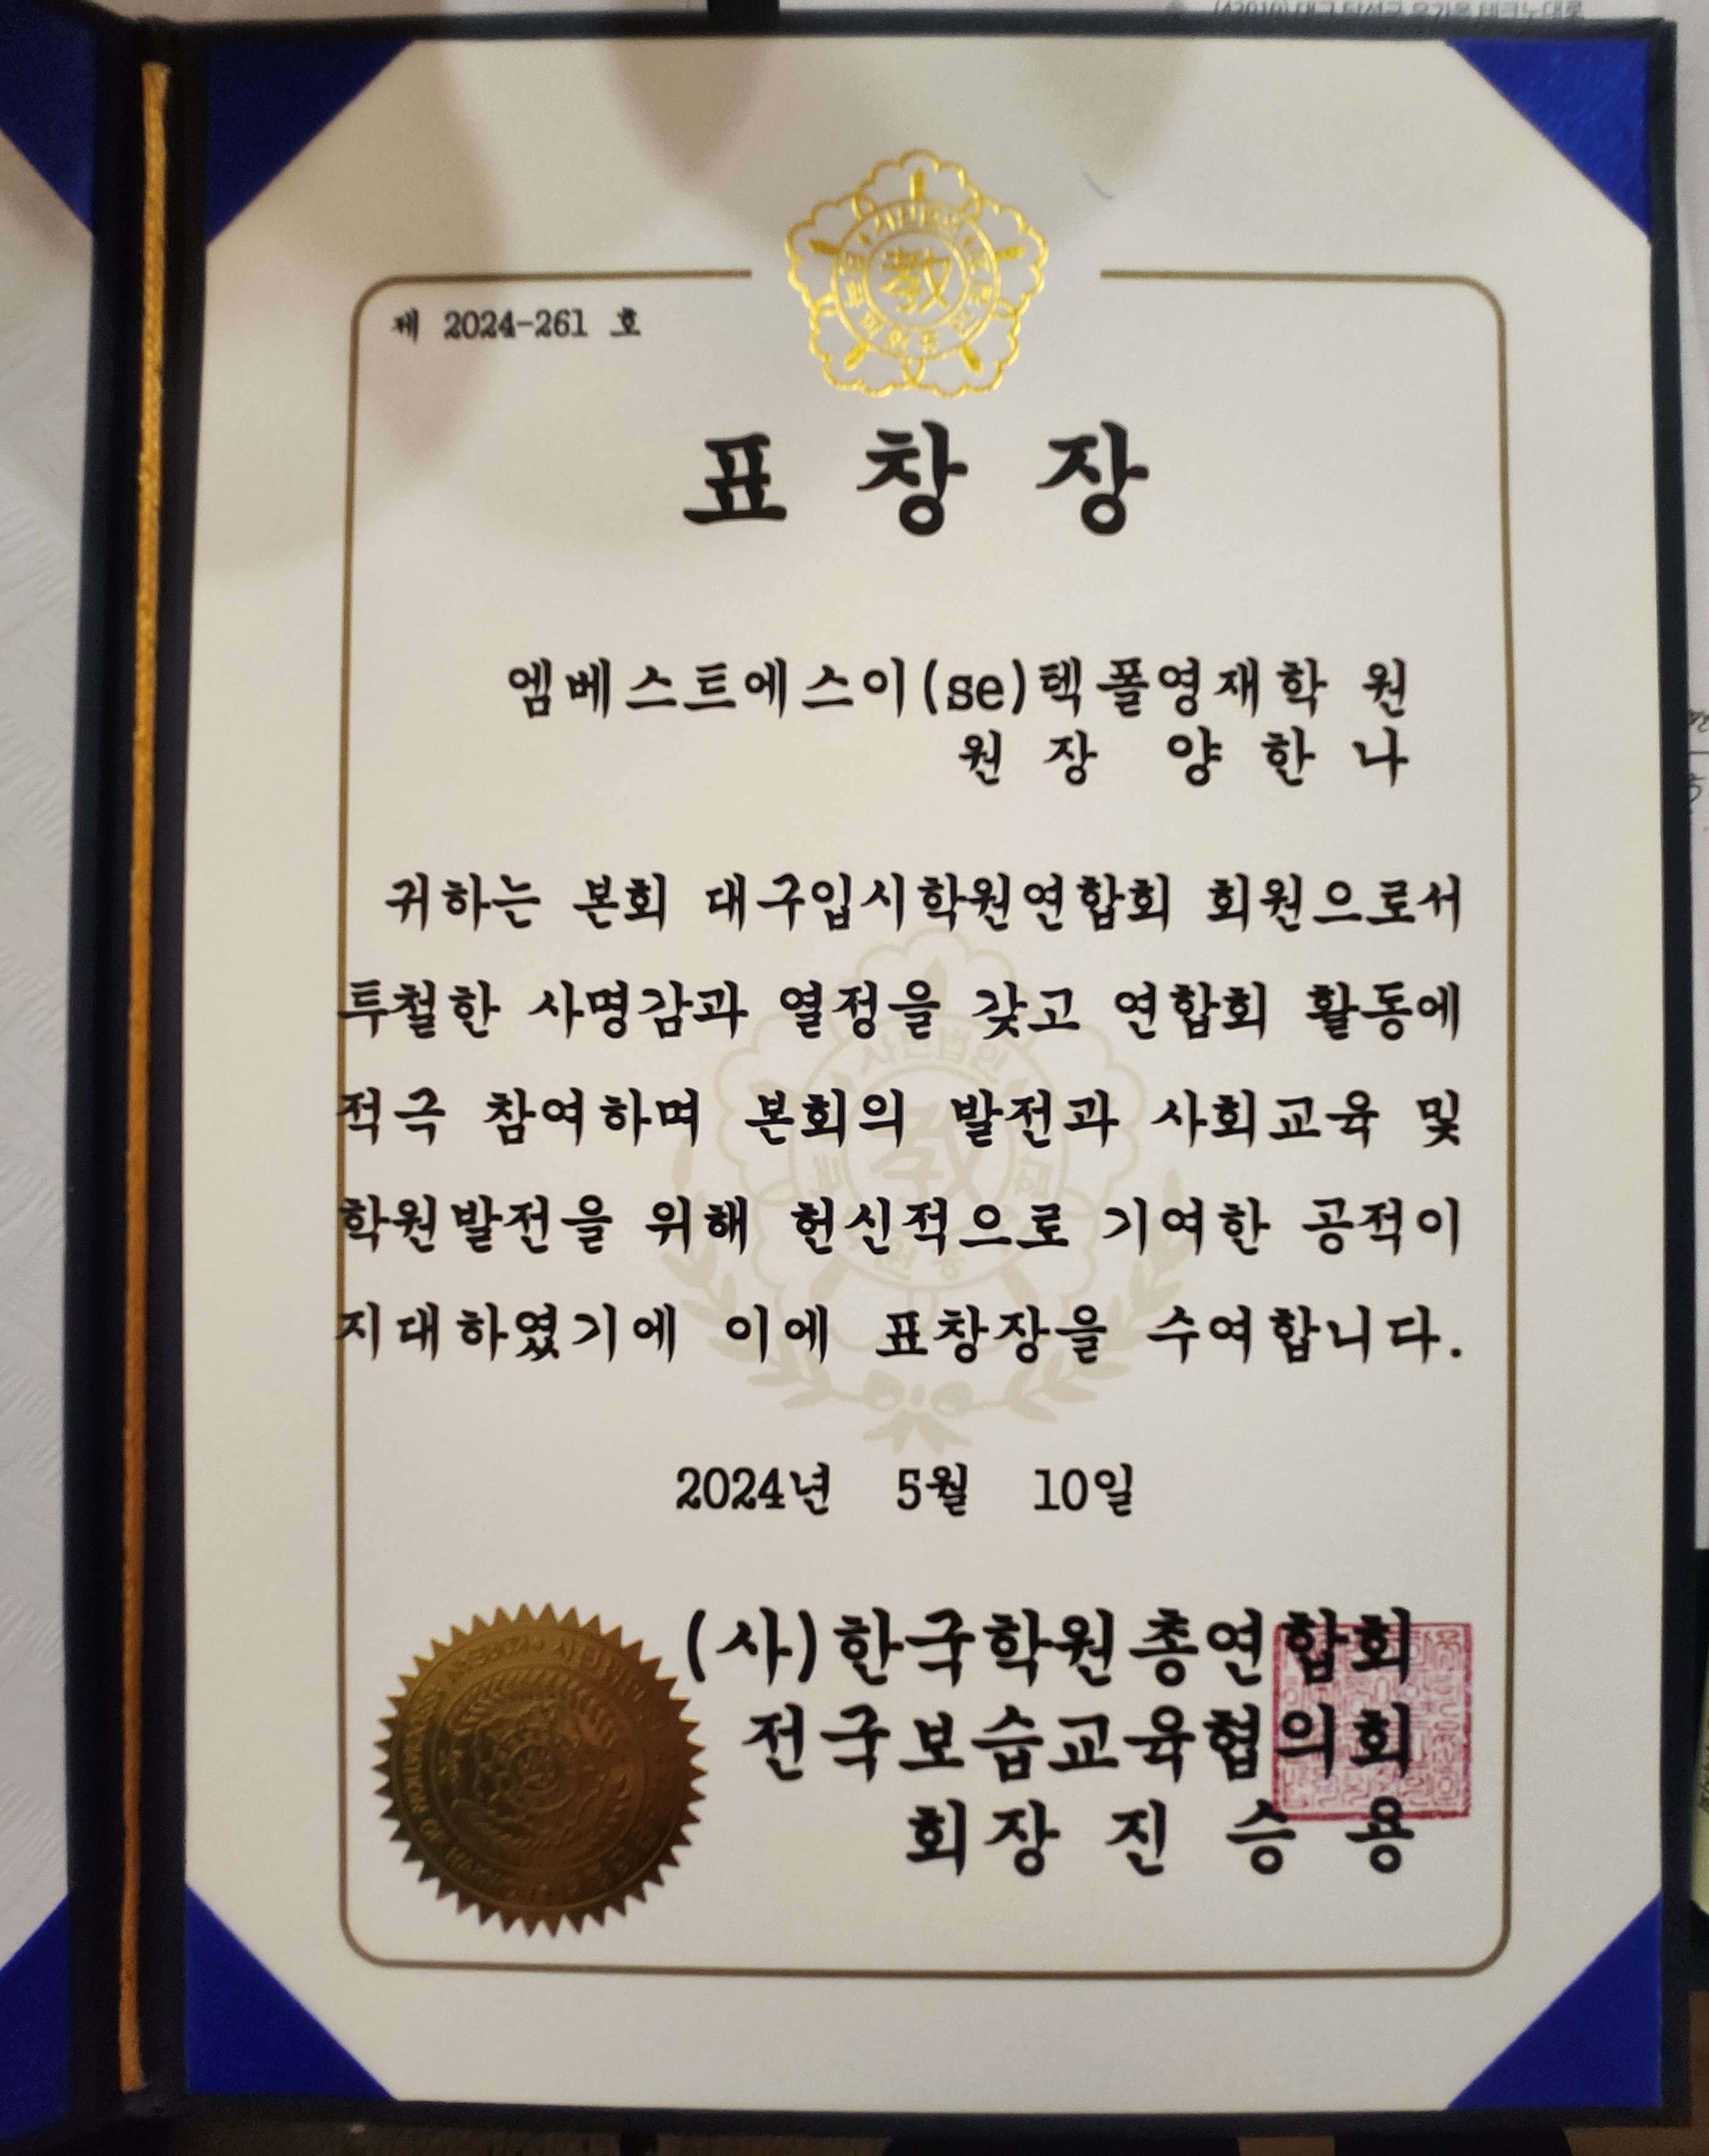 제 2024-261 호
教
표 창 장
엠베스트에스이(se)텍폴영재학 원
원 장 양 한 나
귀하는 본회 대구입시학원연합회 회원으로서
투철한 사명감과 열정을 갖고 연합회 활동에
적극 참여하며 본회의 발전과 사회교육 및
학원발전을 위해 헌신적으로 기여한 공적이
지대하였기에 이에 표창장을 수여합니다.
사단법인
教
2024년 5월 10일
(사)한국학원총연합회
전국보습교육협의회
회장 진 승 용